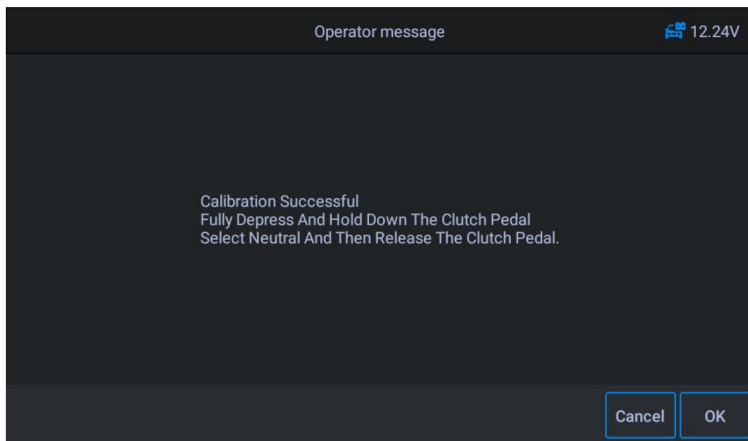 Operator message
12.24V
Calibration Successful
Fully Depress And Hold Down The Clutch Pedal
Select Neutral And Then Release The Clutch Pedal.
Cancel
OK